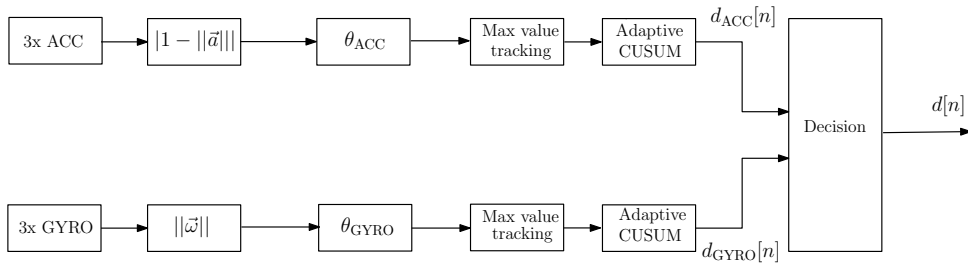 3x ACC
|1 − ||a⃗|||
θ_ACC
Max value
tracking
Adaptive
CUSUM
d_ACC[n]
Decision
d[n]
3x GYRO
||ω⃗||
θ_GYRO
Max value
tracking
Adaptive
CUSUM
d_GYRO[n]